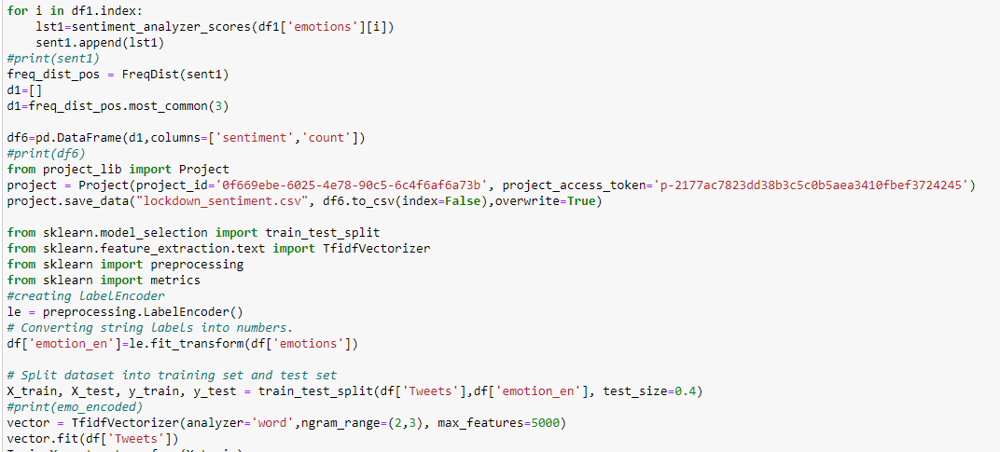 for i in df1.index:
    lst1=sentiment_analyzer_scores(df1['emotions'][i])
    sent1.append(lst1)
#print(sent1)
freq_dist_pos = FreqDist(sent1)
d1=[]
d1=freq_dist_pos.most_common(3)

df6=pd.DataFrame(d1,columns=['sentiment','count'])
#print(df6)
from project_lib import Project
project = Project(project_id='0f669ebe-6025-4e78-90c5-6c4f6af6a73b', project_access_token='p-2177ac7823dd38b3c5c0b5aea3410fbef3724245')
project.save_data("lockdown_sentiment.csv", df6.to_csv(index=False),overwrite=True)

from sklearn.model_selection import train_test_split
from sklearn.feature_extraction.text import TfidfVectorizer
from sklearn import preprocessing
from sklearn import metrics
#creating labelEncoder
le = preprocessing.LabelEncoder()
# Converting string labels into numbers.
df['emotion_en']=le.fit_transform(df['emotions'])

# Split dataset into training set and test set
X_train, X_test, y_train, y_test = train_test_split(df['Tweets'],df['emotion_en'], test_size=0.4)
#print(emo_encoded)
vector = TfidfVectorizer(analyzer='word',ngram_range=(2,3), max_features=5000)
vector.fit(df['Tweets'])